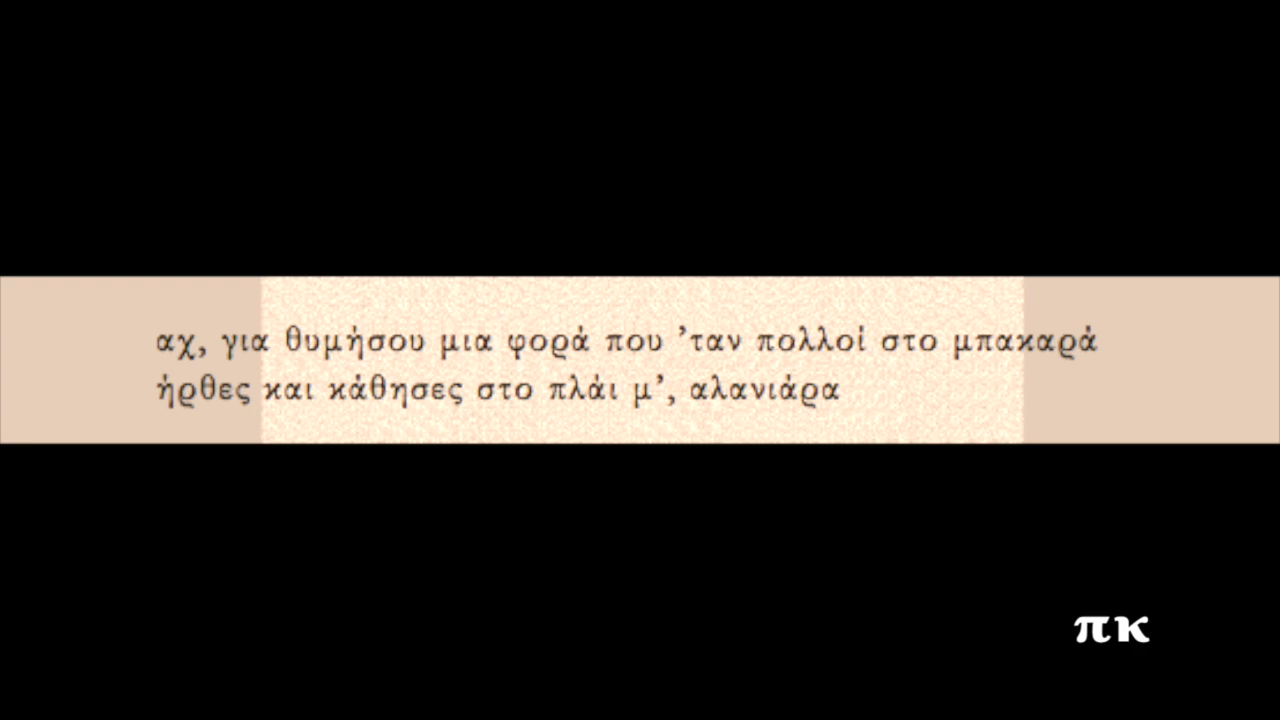 αχ, για θυμήσου μια φορά που ’ταν πολλοί στο μπακαρά
ήρθες και κάθησες στο πλάι μ’, αλανιάρα
πκ